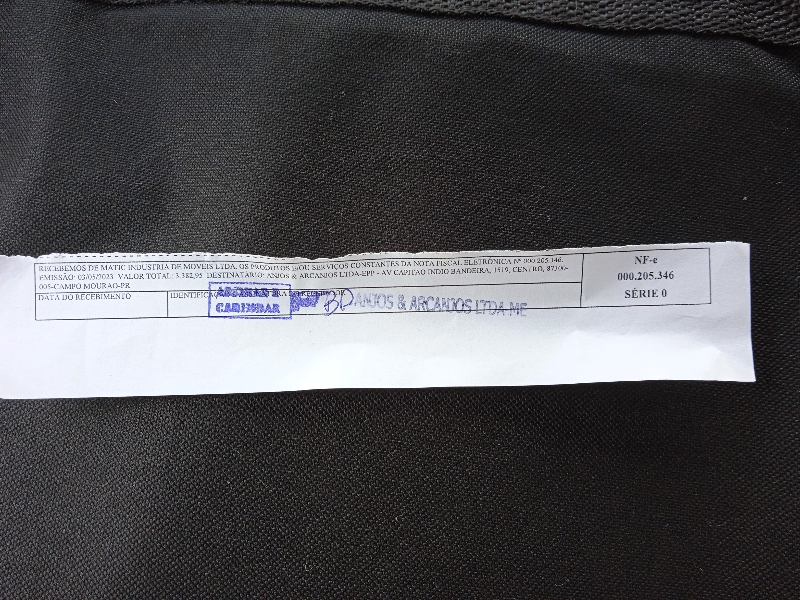 RECEBEMOS DE MATIC INDUSTRIA DE MOVEIS LTDA, OS PRODUTOS E/OU SERVIÇOS CONSTANTES DA NOTA FISCAL ELETRÔNICA Nº 000.205.346.
EMISSÃO: 03/05/2023 VALOR TOTAL: 3.382,95 DESTINATÁRIO: ANJOS & ARCANJOS LTDA-EPP - AV CAPITAO INDIO BANDEIRA, 1519, CENTRO, 87300-
005-CAMPO MOURAO-PR
DATA DO RECEBIMENTO
ASSINAR E
CARIMBAR
ANJOS & ARCANJOS LTDA-ME
NF-e
000.205.346
SÉRIE 0